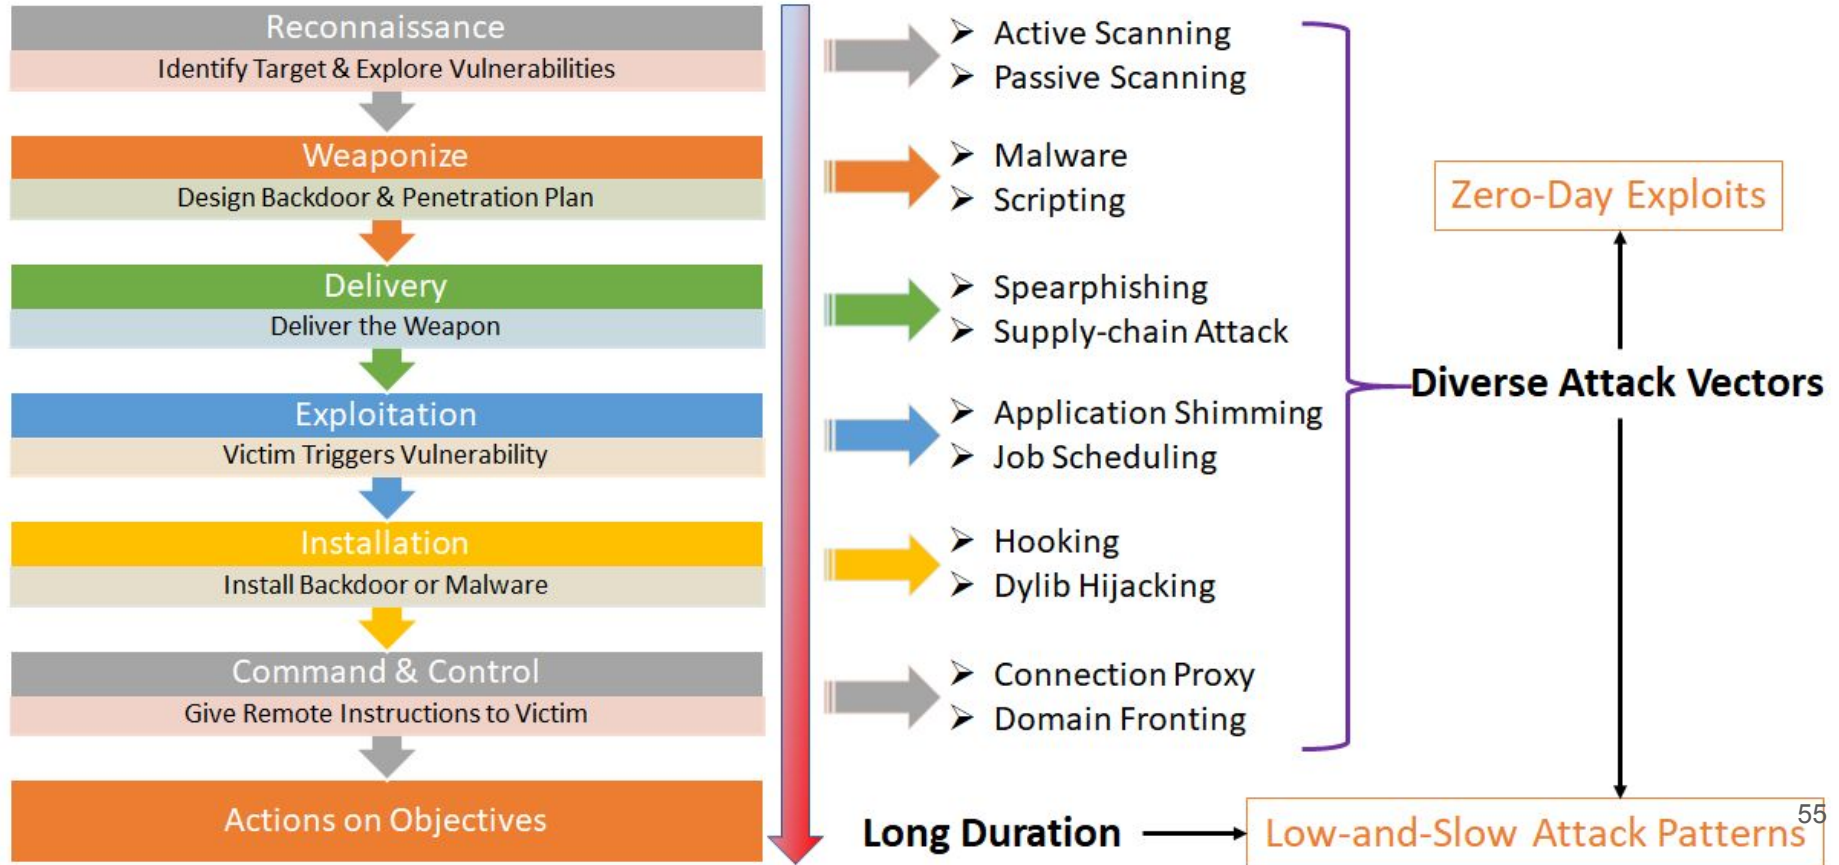 Reconnaissance
Identify Target & Explore Vulnerabilities
Weaponize
Design Backdoor & Penetration Plan
Delivery
Deliver the Weapon
Exploitation
Victim Triggers Vulnerability
Installation
Install Backdoor or Malware
Command & Control
Give Remote Instructions to Victim
Actions on Objectives
Active Scanning
Passive Scanning
Malware
Scripting
Spearphishing
Supply-chain Attack
Application Shimming
Job Scheduling
Hooking
Dylib Hijacking
Connection Proxy
Domain Fronting
Zero-Day Exploits
Diverse Attack Vectors
Long Duration
Low-and-Slow Attack Patterns
55